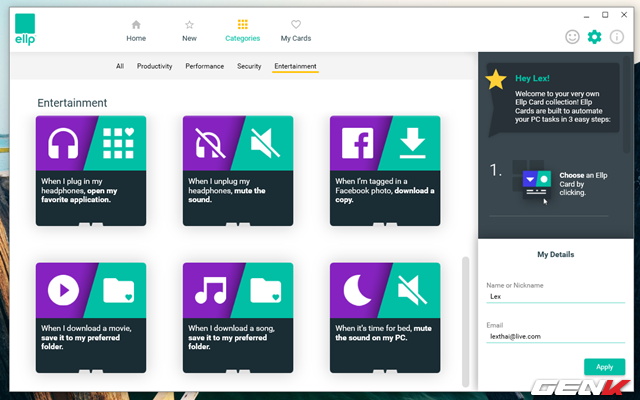 ellp
Home
New
Categories
My Cards
All
Productivity
Performance
Security
Entertainment
Entertainment
When I plug in my
headphones, open my
favorite application.
When I unplug my
headphones, mute the
sound.
When I'm tagged in a
Facebook photo, download a
copy.
When I download a movie,
save it to my preferred
folder.
When I download a song,
save it to my preferred
folder.
When it's time for bed, mute
the sound on my PC.
Hey Lex!
Welcome to your very own
Ellp Card collection! Ellp
Cards are built to automate
your PC tasks in 3 easy steps:
1.
Choose an Ellp
Card by
clicking.
My Details
Name or Nickname
Lex
Email
lexthai@live.com
Apply
GENK